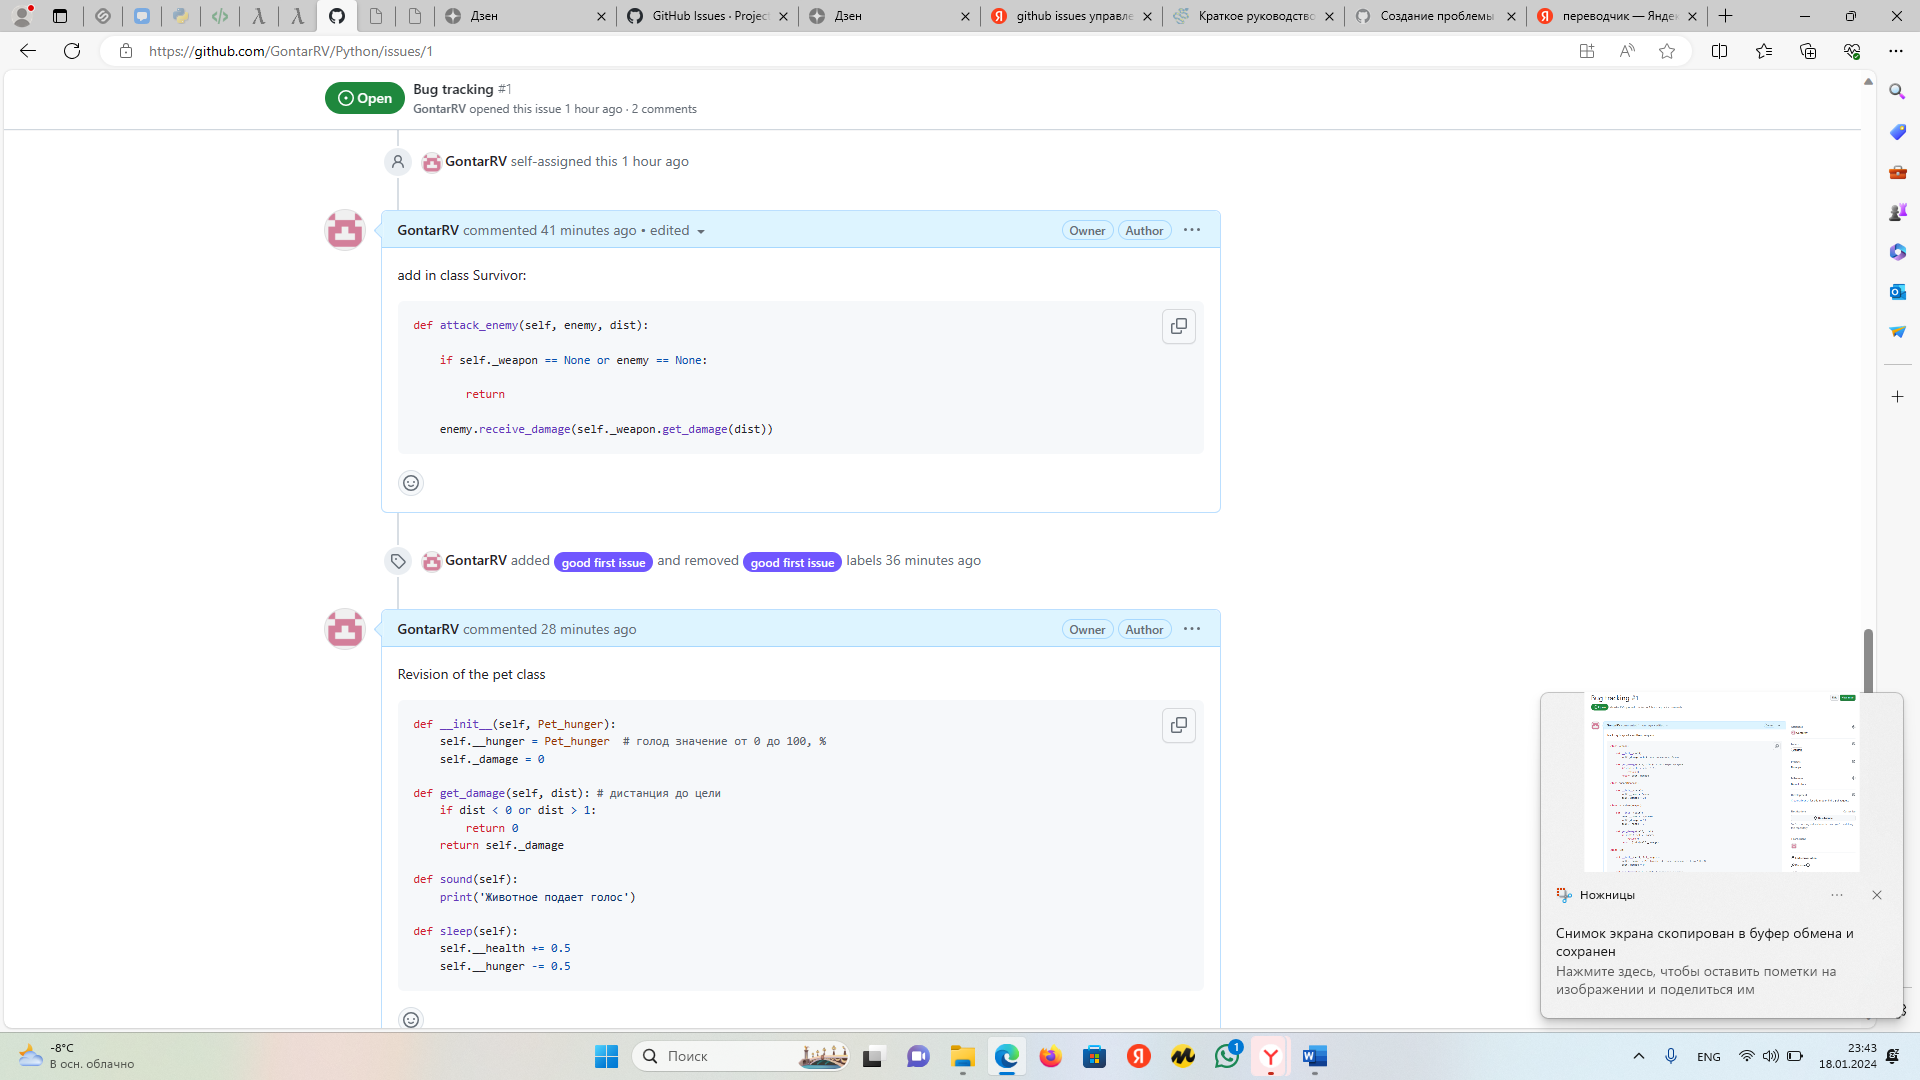 Дзен
GitHub Issues · Project
Дзен
github issues управле
Краткое руководство
Создание проблемы
переводчик — Яндек
https://github.com/GontarRV/Python/issues/1
Open
Bug tracking #1
GontarRV opened this issue 1 hour ago · 2 comments
GontarRV self-assigned this 1 hour ago
GontarRV commented 41 minutes ago • edited
Owner
Author
add in class Survivor:
def attack_enemy(self, enemy, dist):
if self._weapon == None or enemy == None:
return
enemy.receive_damage(self._weapon.get_damage(dist))
GontarRV added good first issue and removed good first issue labels 36 minutes ago
GontarRV commented 28 minutes ago
Owner
Author
Revision of the pet class
def __init__(self, Pet_hunger):
self.__hunger = Pet_hunger  # голод значение от 0 до 100, %
self._damage = 0
def get_damage(self, dist): # дистанция до цели
if dist < 0 or dist > 1:
return 0
return self._damage
def sound(self):
print('Животное подает голос')
def sleep(self):
self.__health += 0.5
self.__hunger -= 0.5
Bug tracking #1
Ножницы
Снимок экрана скопирован в буфер обмена и
сохранен
Нажмите здесь, чтобы оставить пометки на
изображении и поделиться им
-8°C
В осн. облачно
Поиск
1
ENG
23:43
18.01.2024